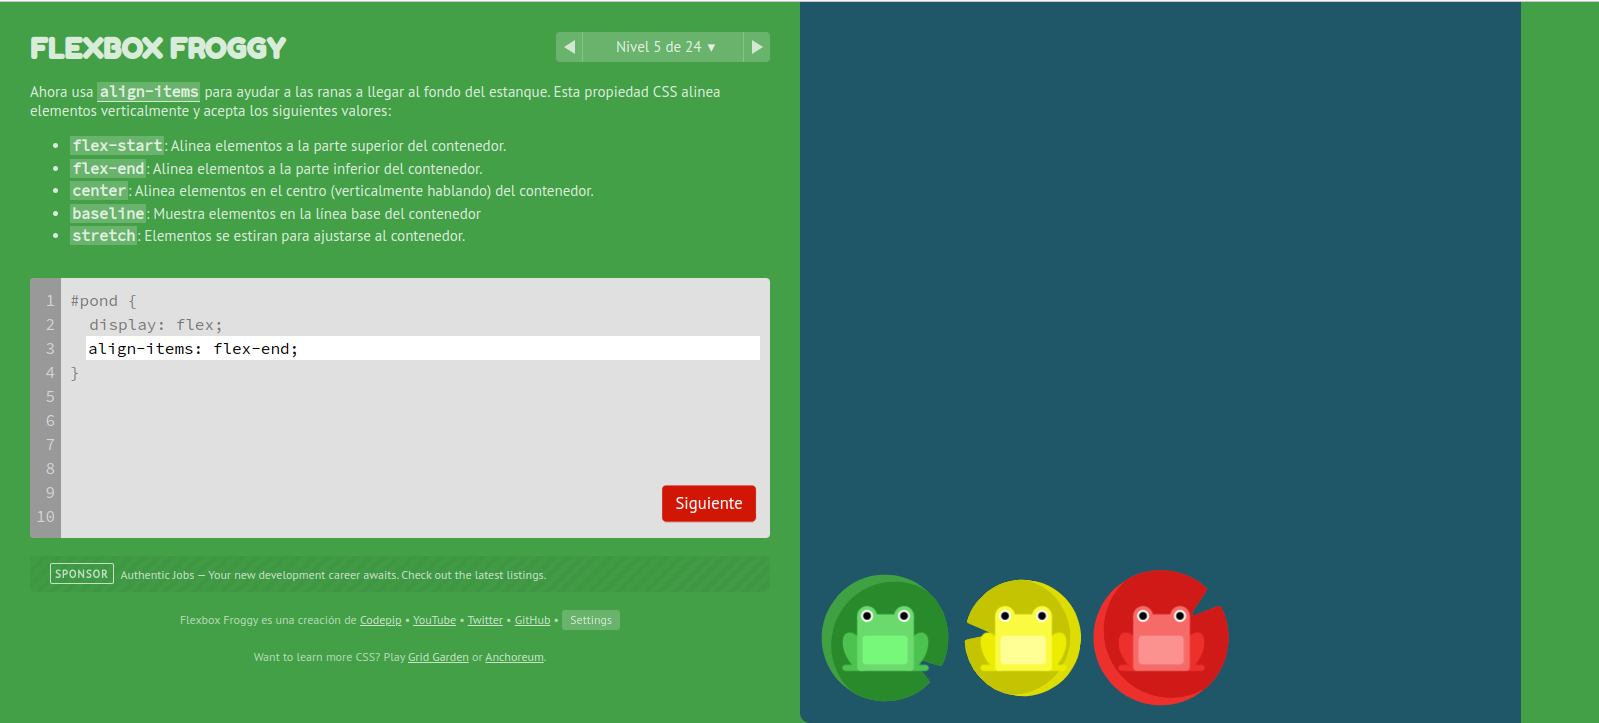 FLEXBOX FROGGY
Nivel 5 de 24 ▼
Ahora usa align-items para ayudar a las ranas a llegar al fondo del estanque. Esta propiedad CSS alinea
elementos verticalmente y acepta los siguientes valores:
• flex-start: Alinea elementos a la parte superior del contenedor.
• flex-end: Alinea elementos a la parte inferior del contenedor.
• center: Alinea elementos en el centro (verticalmente hablando) del contenedor.
• baseline: Muestra elementos en la línea base del contenedor
• stretch: Elementos se estiran para ajustarse al contenedor.
1 #pond {
2 display: flex;
3 align-items: flex-end;
4 }
5
6
7
8
9
10
Siguiente
SPONSOR Authentic Jobs — Your new development career awaits. Check out the latest listings.
Flexbox Froggy es una creación de Codepip • YouTube • Twitter • GitHub • Settings
Want to learn more CSS? Play Grid Garden or Anchoreum.